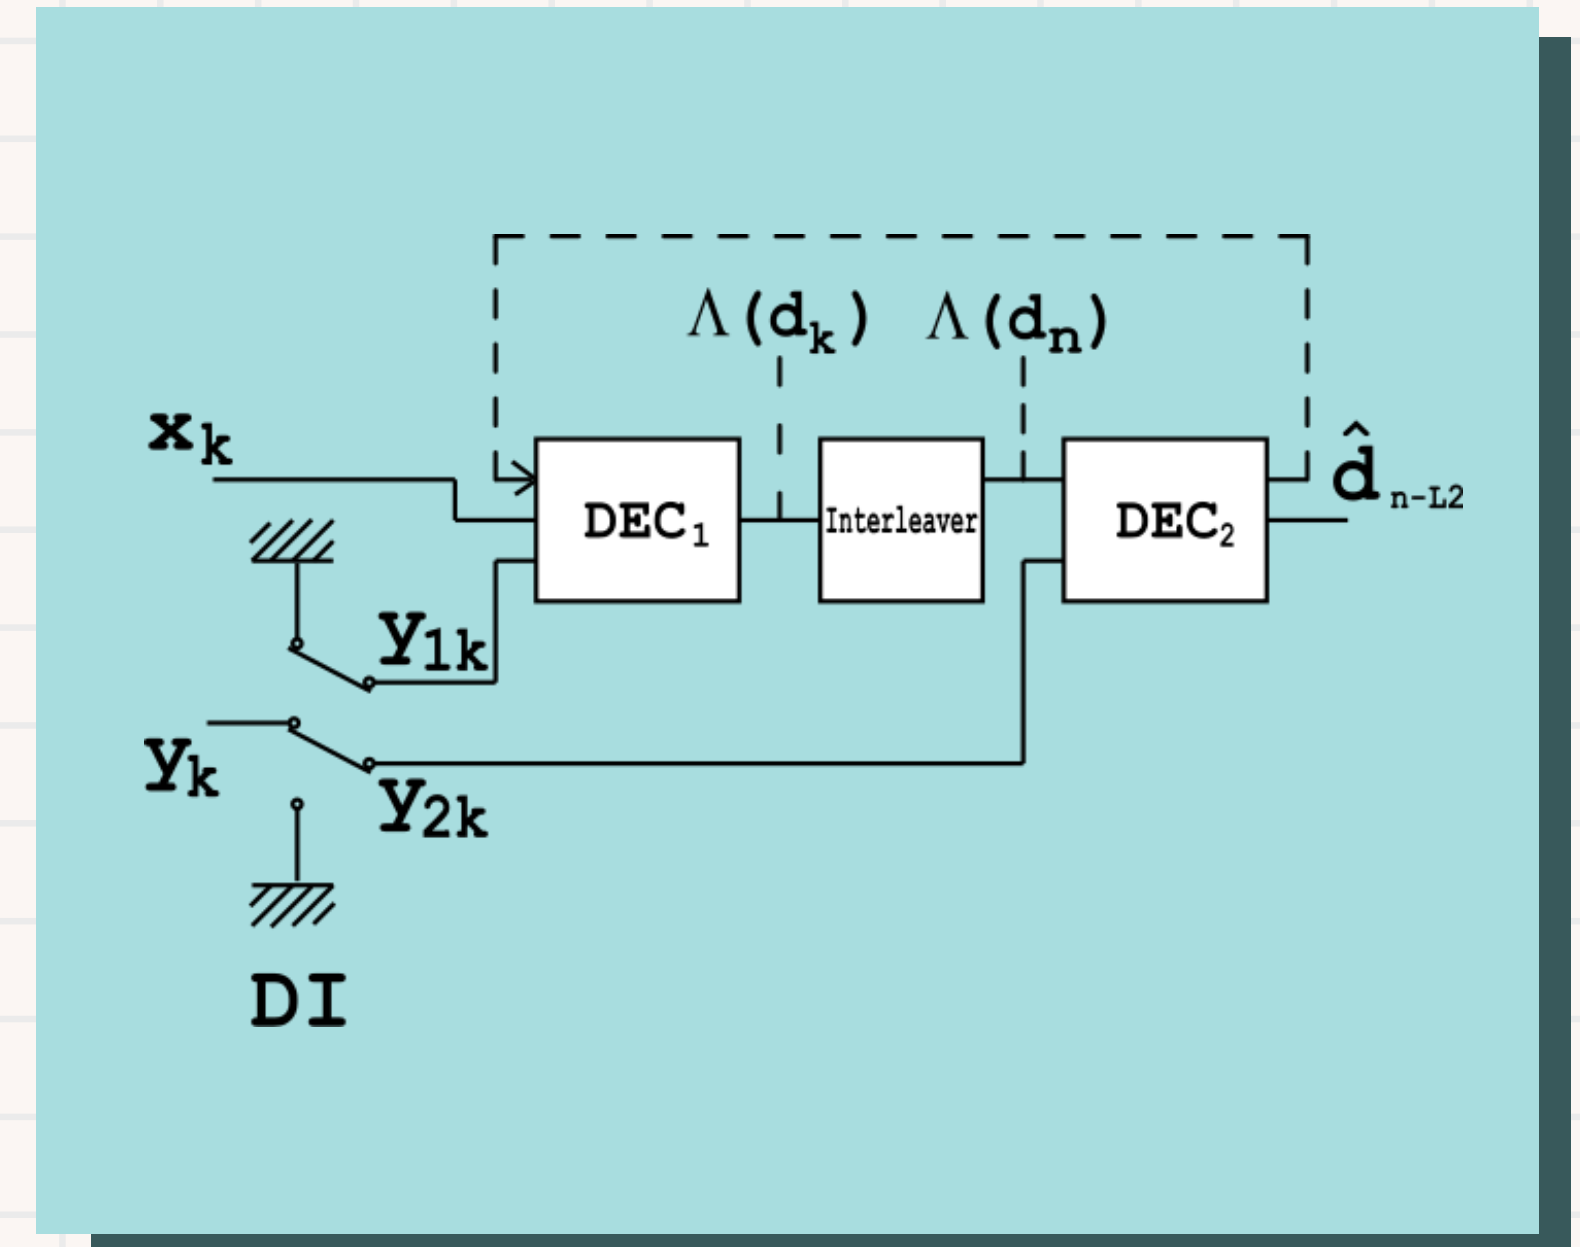 Λ(dk) Λ(dn)
xk
d̂n-L2
DEC1 Interleaver DEC2
y1k
yk
y2k
DI